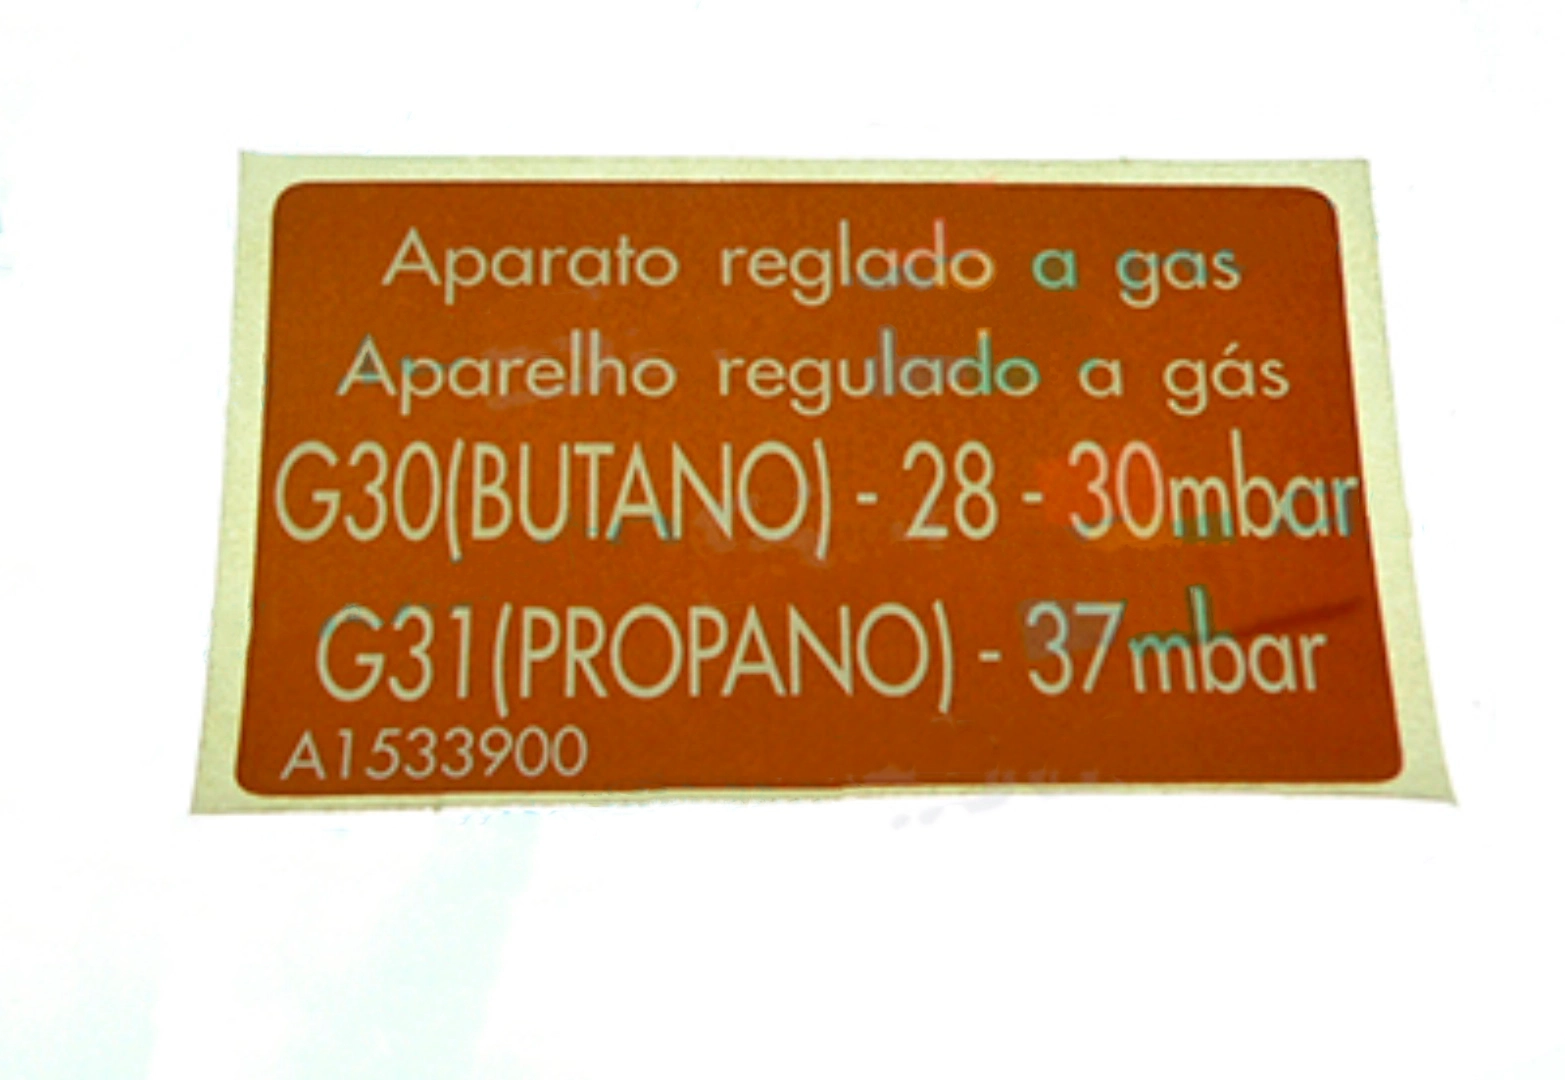 Aparato reglado a gas
Aparelho regulado a gás
G30(BUTANO) - 28 - 30mbar
G31(PROPANO) - 37mbar
A1533900